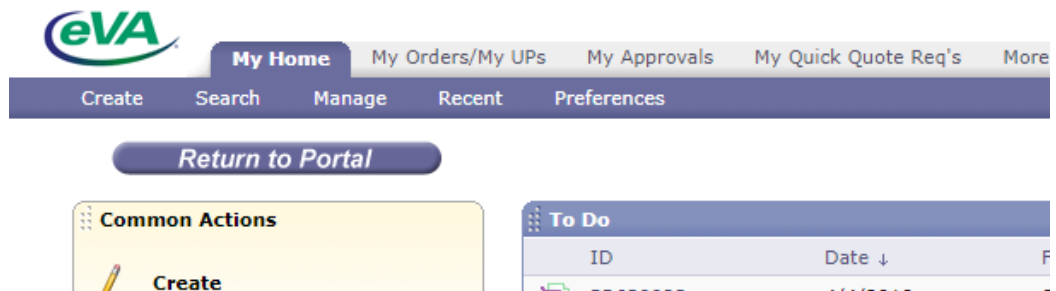 eVA
My Home My Orders/My UPs My Approvals My Quick Quote Req's More
Create Search Manage Recent Preferences
Return to Portal
Common Actions
To Do
ID Date ↓
Create